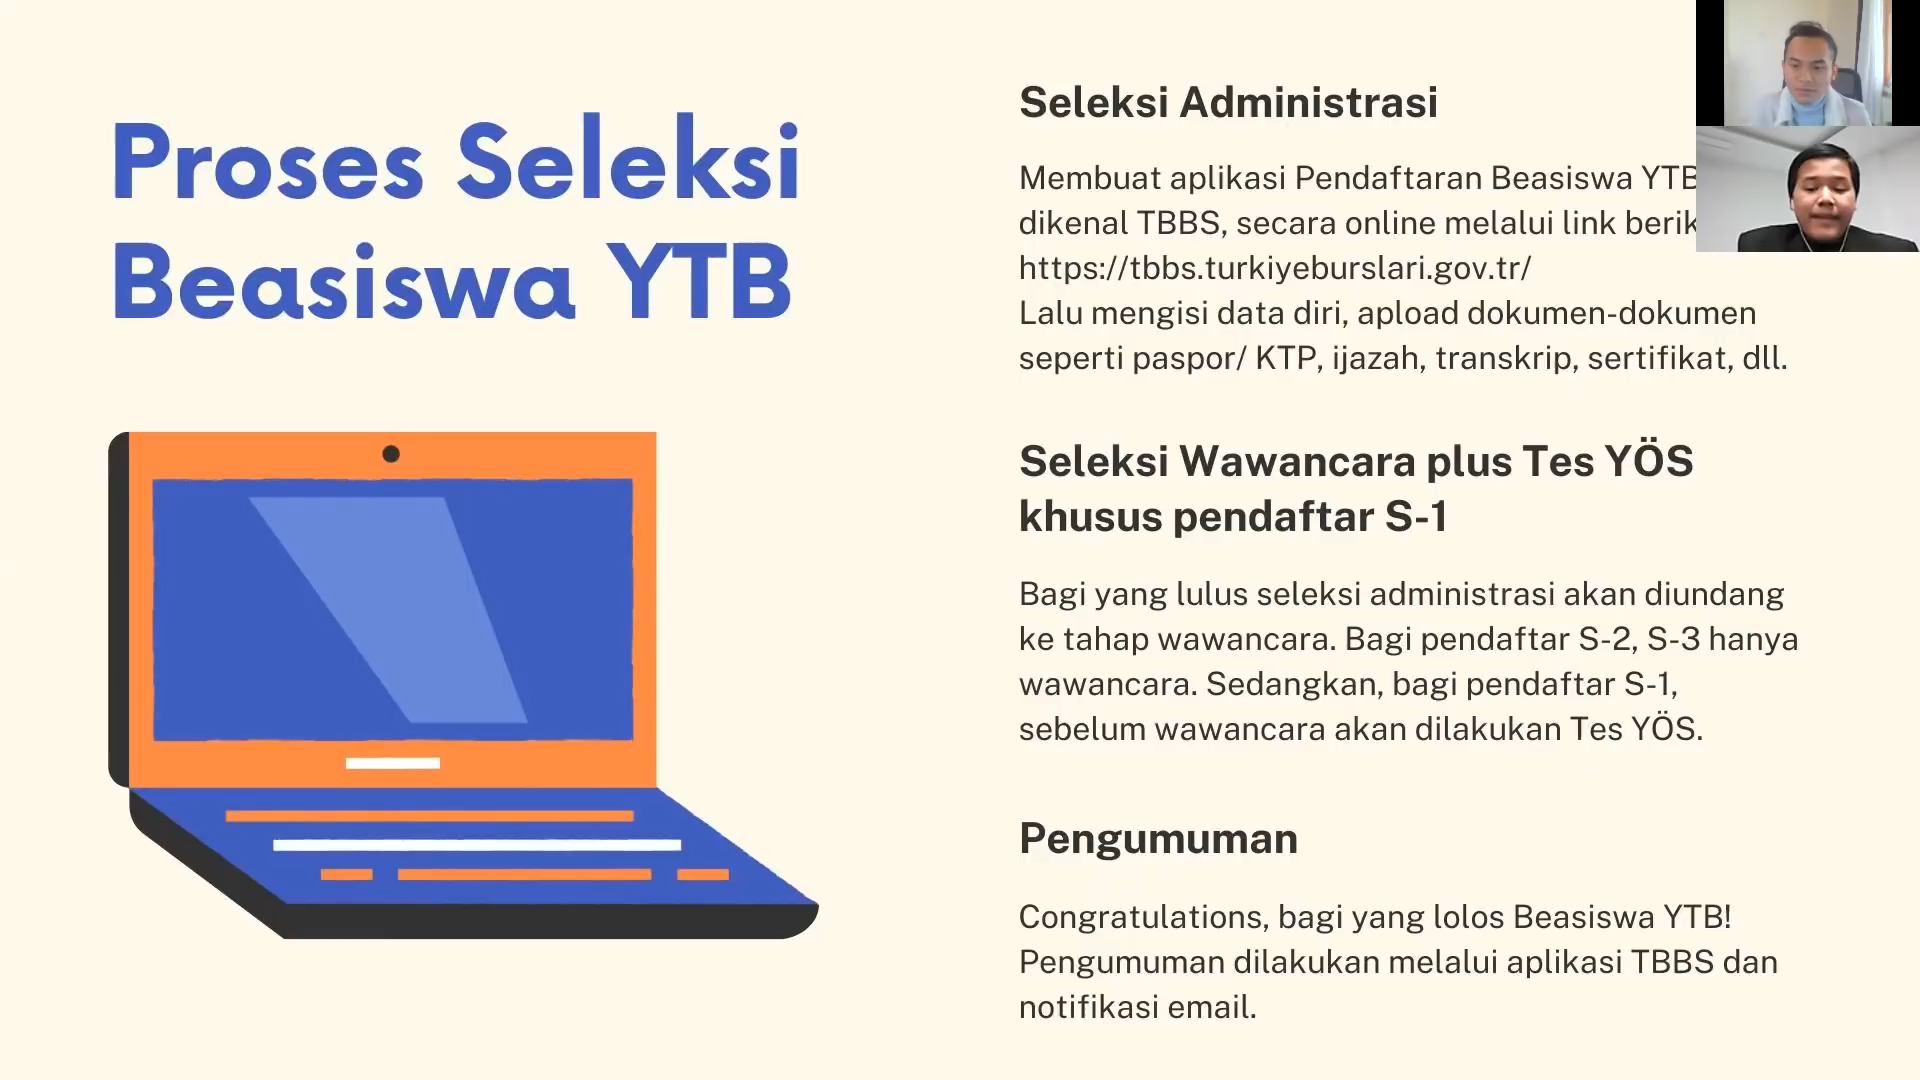 Proses Seleksi
Beasiswa YTB
Seleksi Administrasi
Membuat aplikasi Pendaftaran Beasiswa YTB
dikenal TBBS, secara online melalui link
https://tbbs.turkiyeburslari.gov.tr/
Lalu mengisi data diri, apload dokumen-dokumen
seperti paspor/ KTP, ijazah, transkrip, sertifikat, dll.
Seleksi Wawancara plus Tes YÖS
khusus pendaftar S-1
Bagi yang lulus seleksi administrasi akan diundang
ke tahap wawancara. Bagi pendaftar S-2, S-3 hanya
wawancara. Sedangkan, bagi pendaftar S-1,
sebelum wawancara akan dilakukan Tes YÖS.
Pengumuman
Congratulations, bagi yang lolos Beasiswa YTB!
Pengumuman dilakukan melalui aplikasi TBBS dan
notifikasi email.